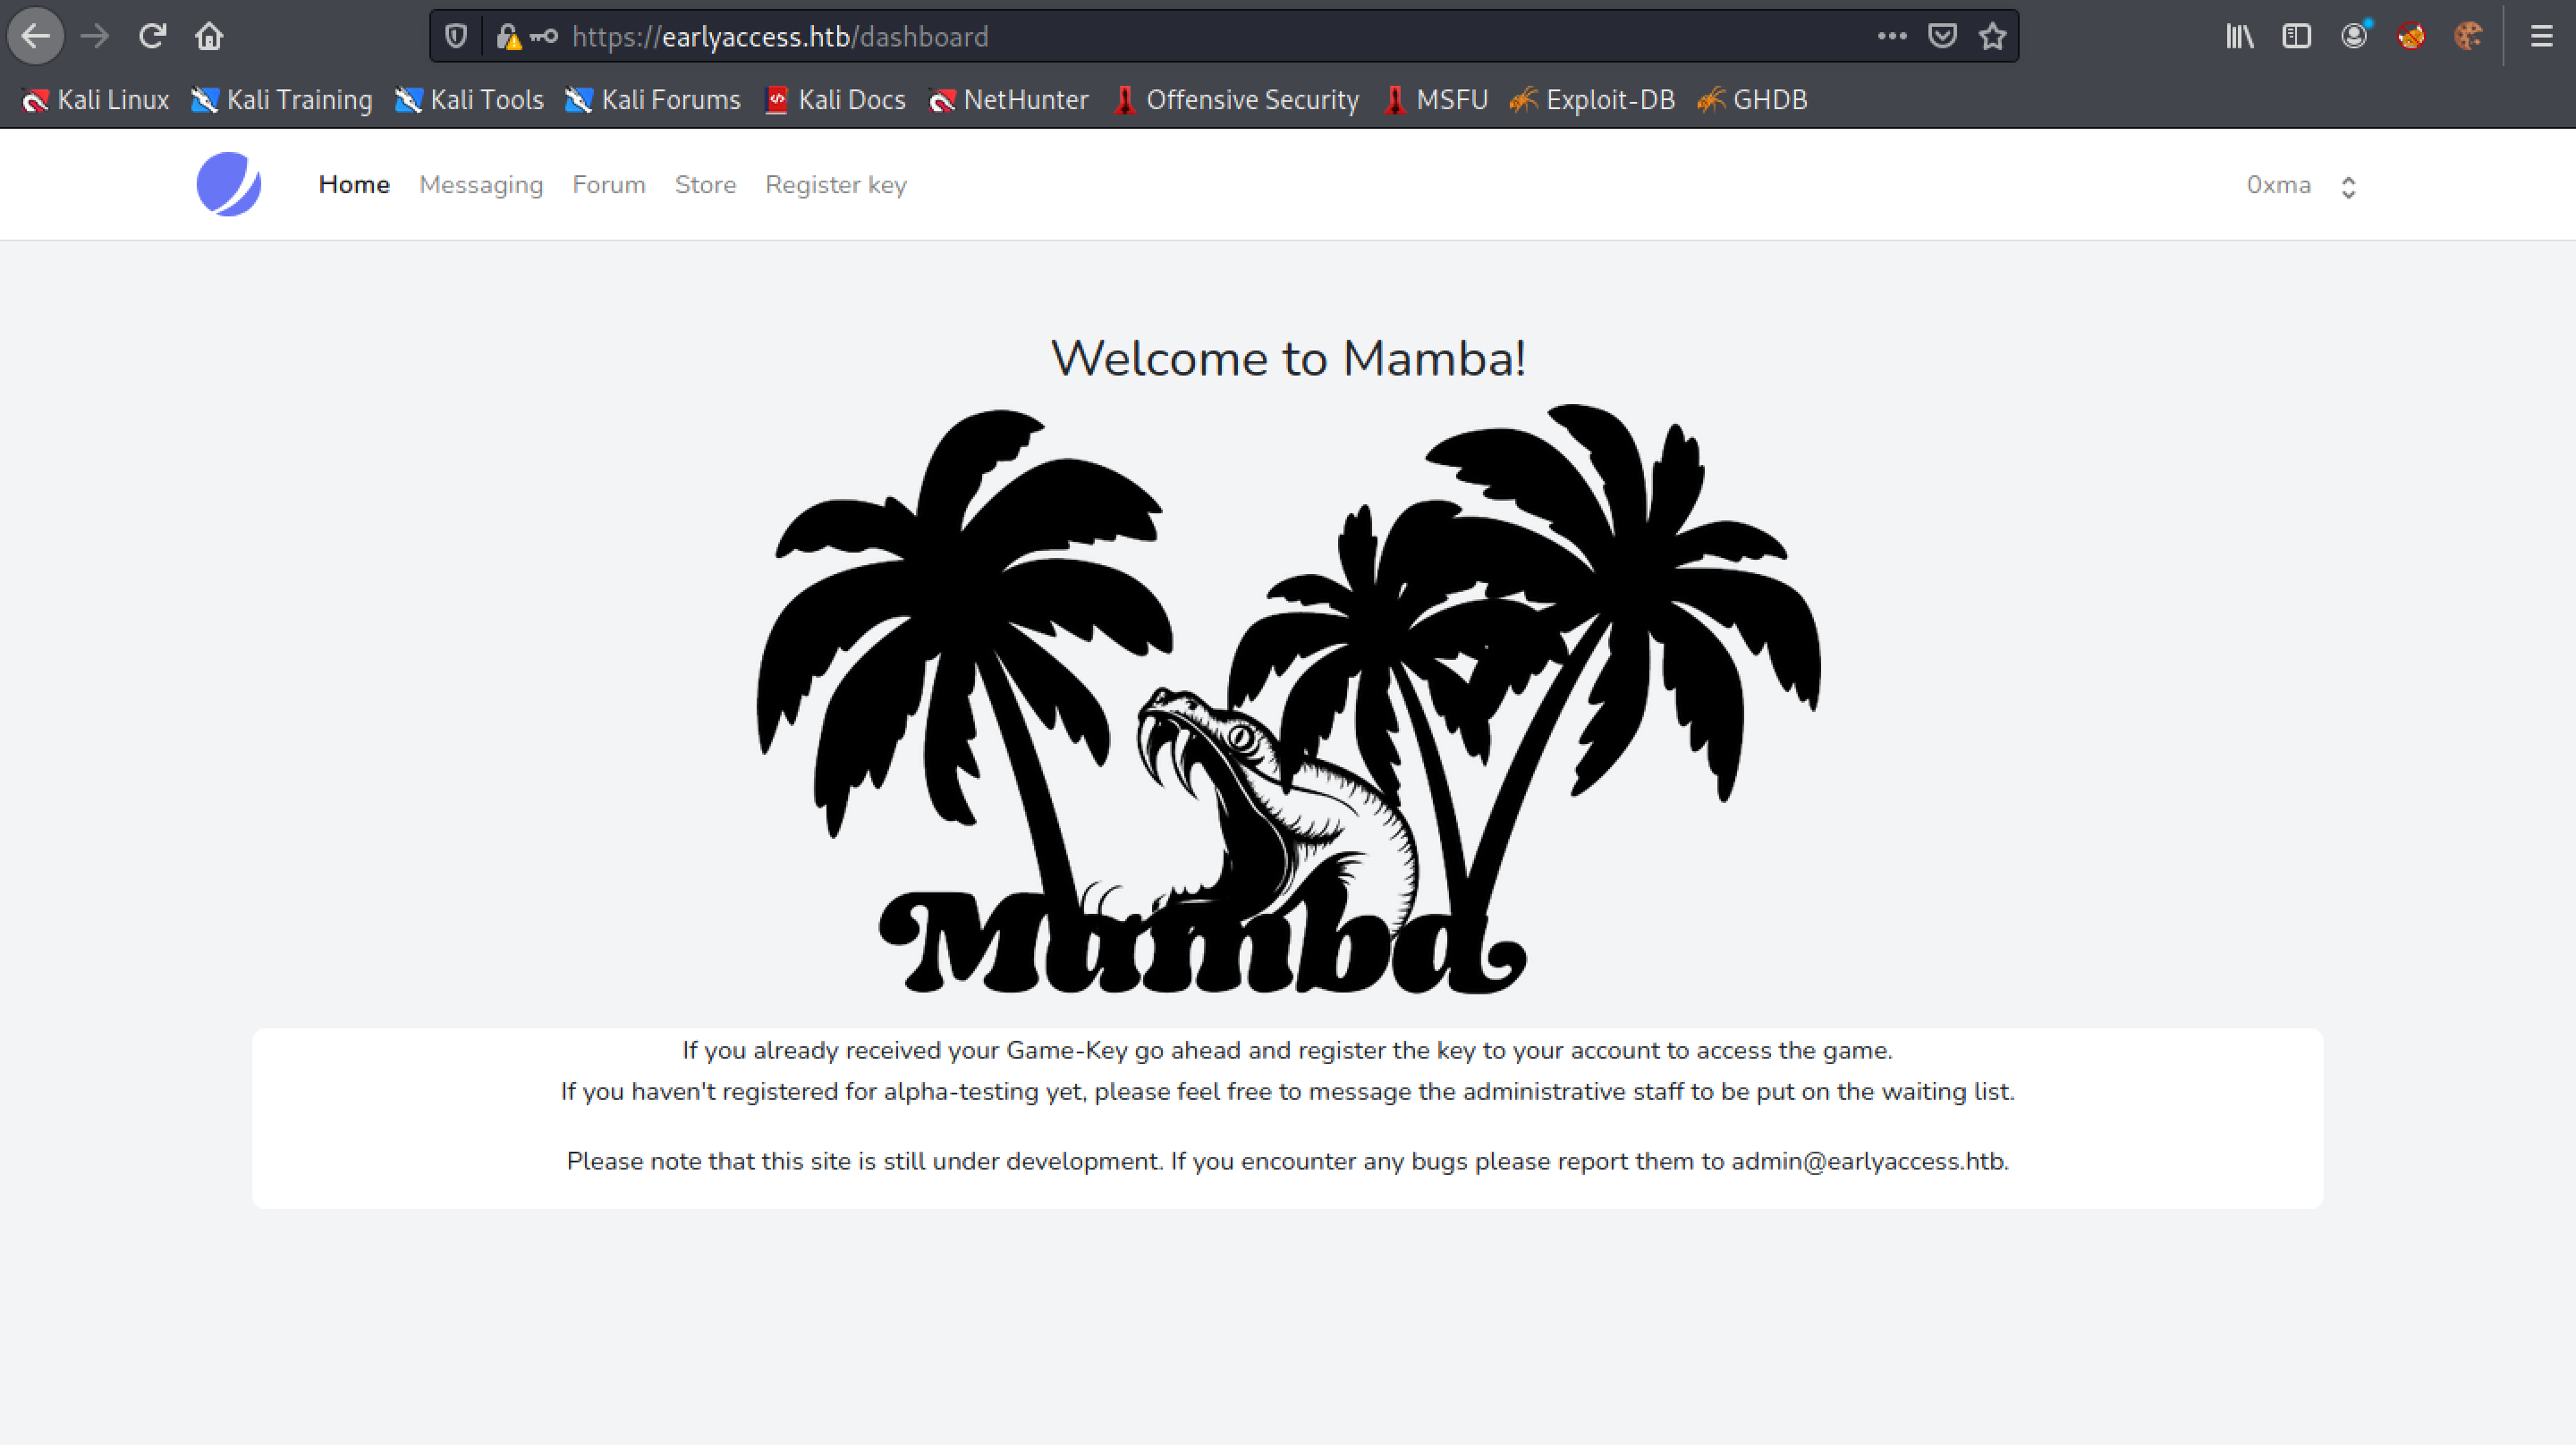 https://earlyaccess.htb/dashboard
Kali Linux Kali Training Kali Tools Kali Forums Kali Docs NetHunter Offensive Security MSFU Exploit-DB GHDB
Home Messaging Forum Store Register key 0xma
Welcome to Mamba!
Mamba
If you already received your Game-Key go ahead and register the key to your account to access the game.
If you haven't registered for alpha-testing yet, please feel free to message the administrative staff to be put on the waiting list.
Please note that this site is still under development. If you encounter any bugs please report them to admin@earlyaccess.htb.